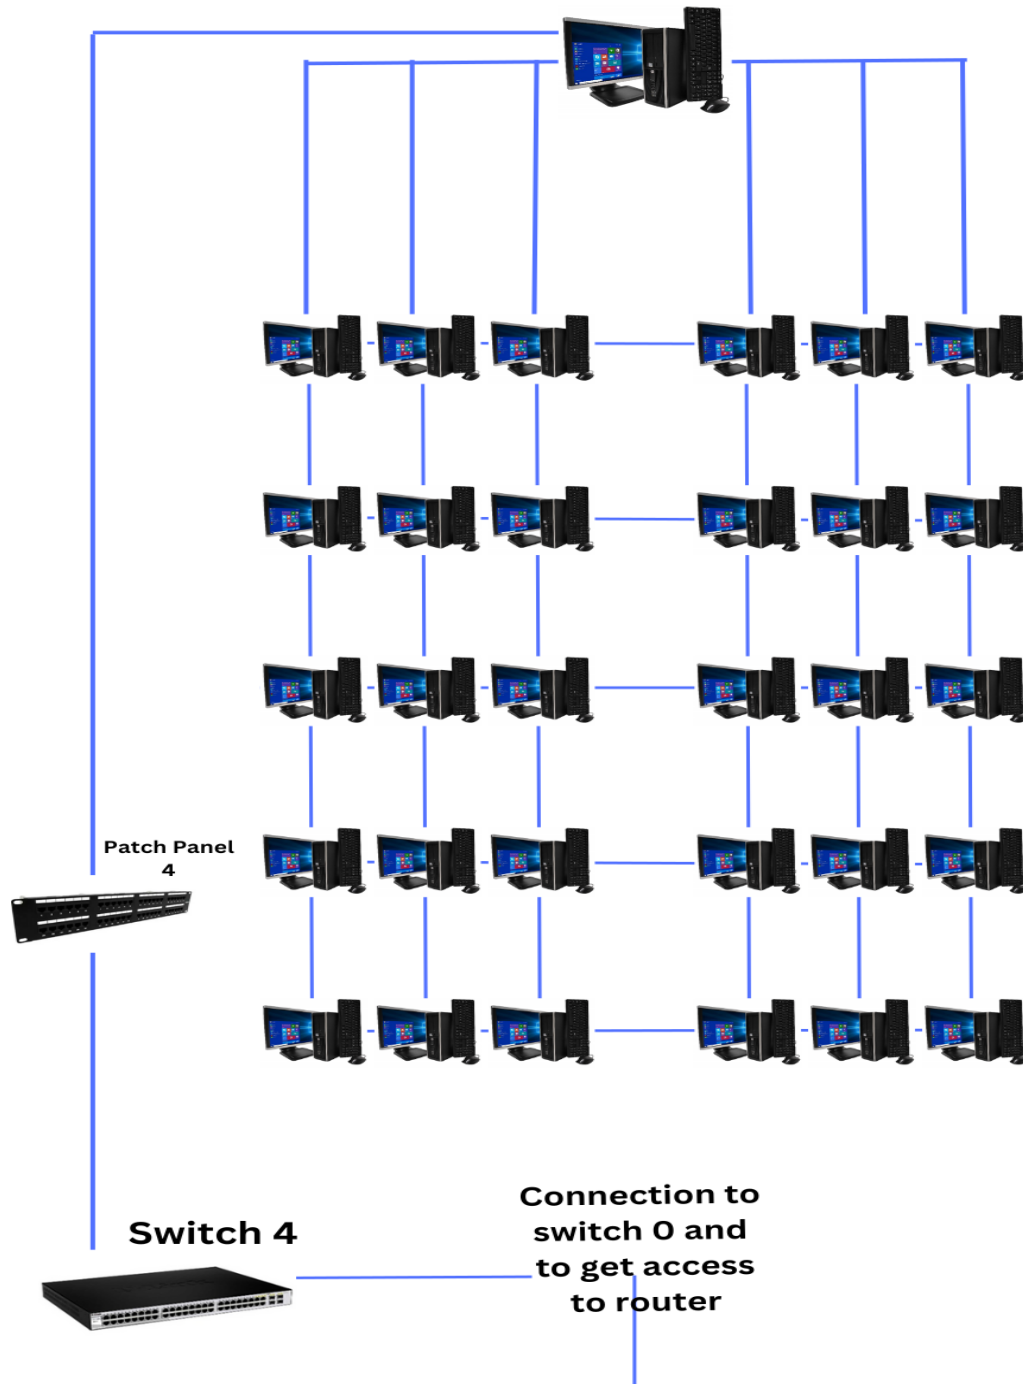 Patch Panel
4
Switch 4
Connection to
switch 0 and
to get access
to router